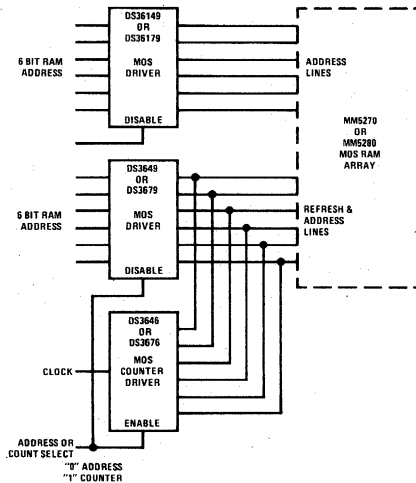 DS36149
OR
DS36179
MOS
DRIVER
DISABLE
6 BIT RAM
ADDRESS
ADDRESS
LINES
MM5270
OR
MM5280
MOS RAM
ARRAY
DS3649
OR
DS3679
MOS
DRIVER
DISABLE
6 BIT RAM
ADDRESS
REFRESH &
ADDRESS
LINES
DS3646
OR
DS3676
MOS
COUNTER
DRIVER
ENABLE
CLOCK
ADDRESS OR
COUNT SELECT
"0" ADDRESS
"1" COUNTER